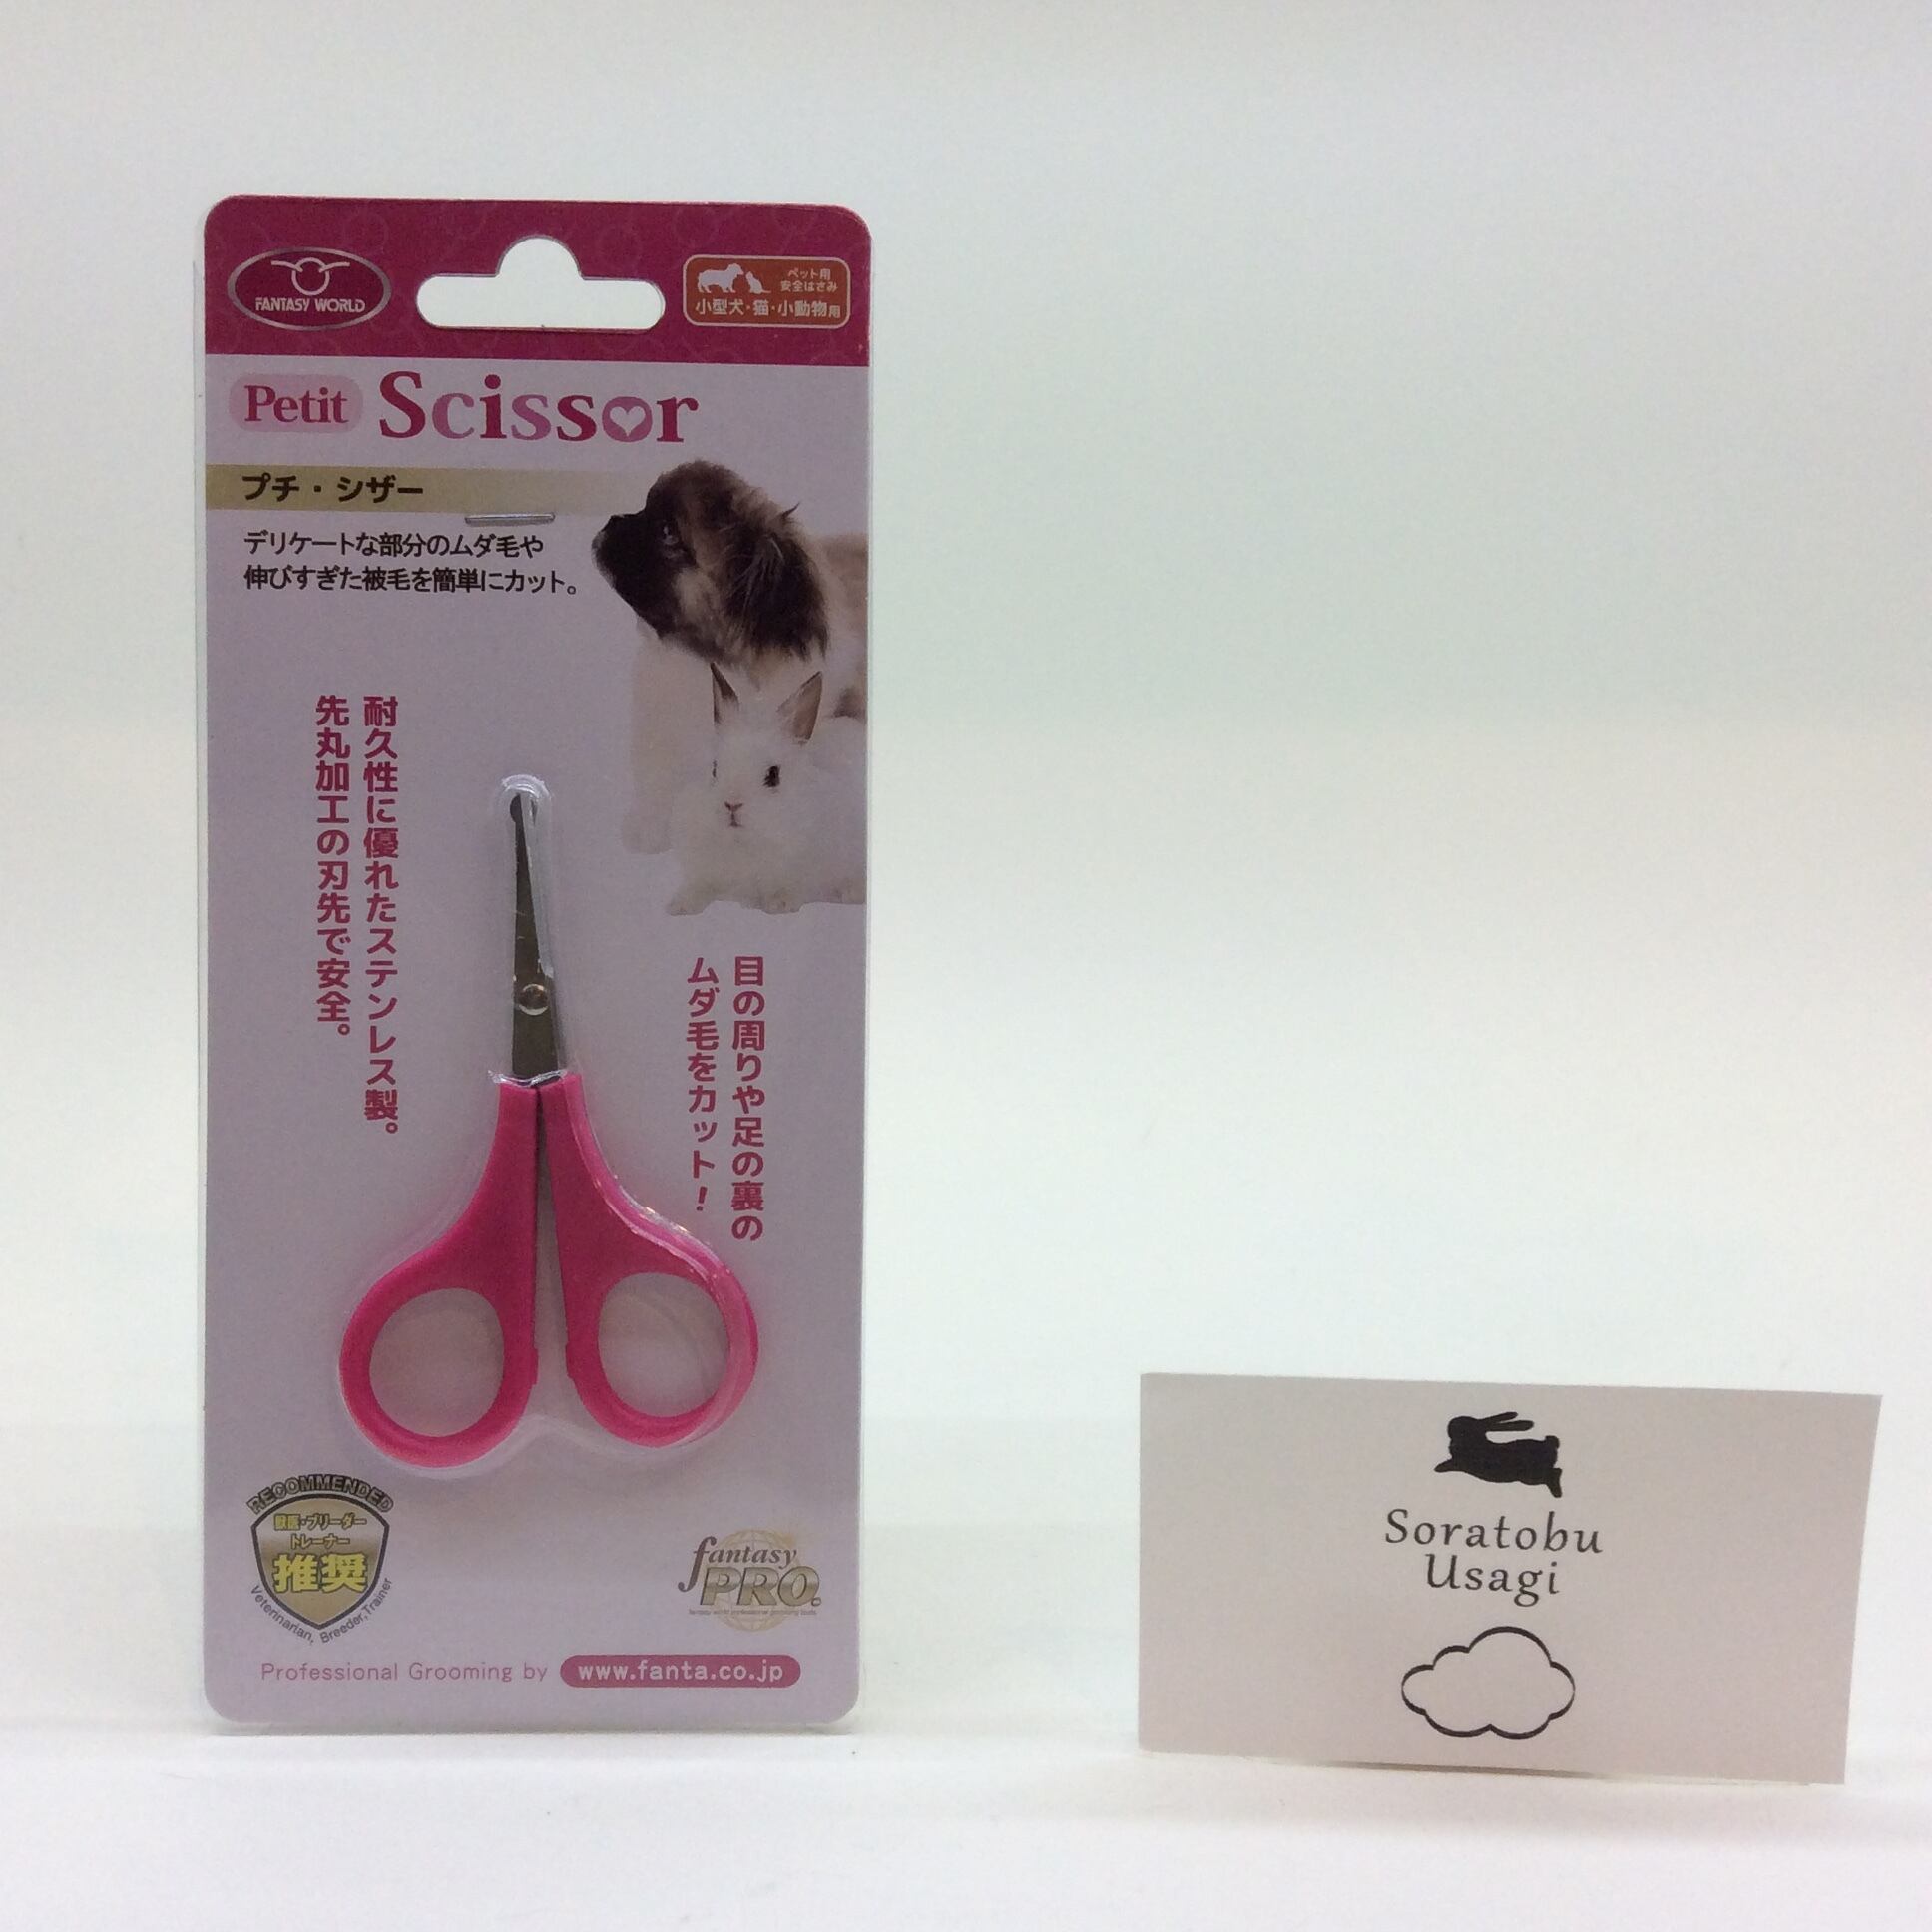 FANTASY WORLD
ペット用
安全はさみ
小型犬・猫・小動物用
Petit Scissor
プチ・シザー
デリケートな部分のムダ毛や
伸びすぎた被毛を簡単にカット。
耐久性に優れたステンレス製。
先丸加工の刃先で安全。
目の周りや足の裏の
ムダ毛をカット！
RECOMMENDED
獣医・ブリーダー
トレーナー
推奨
Veterinarian, Breeder,Trainer
fantasy
PRO
Professional Grooming by www.fanta.co.jp
Soratobu
Usagi